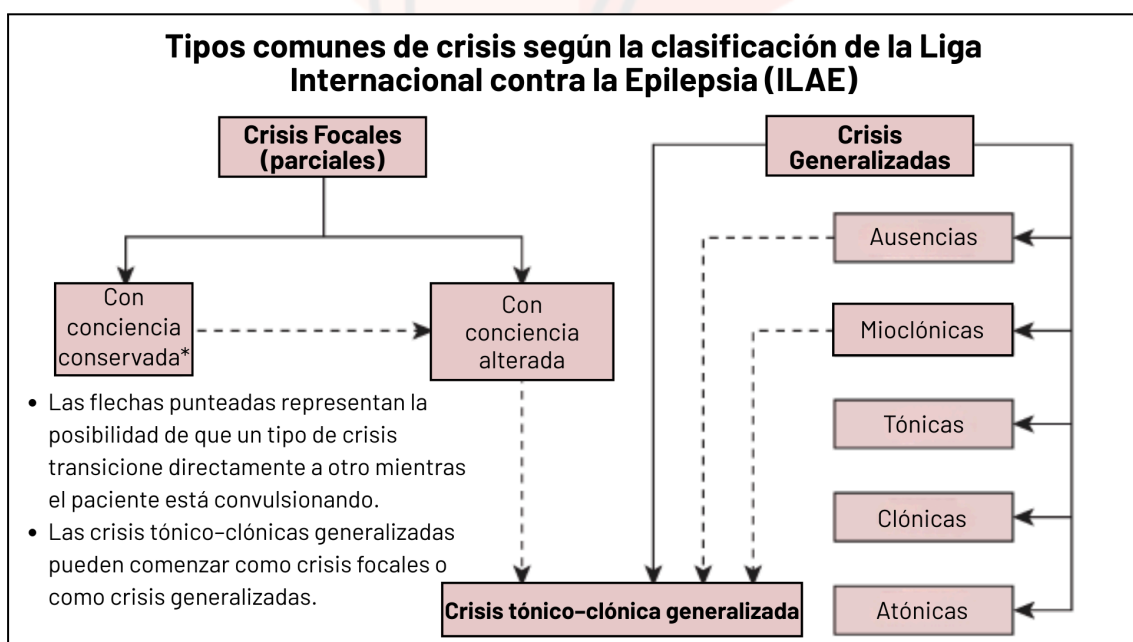 Tipos comunes de crisis según la clasificación de la Liga
Internacional contra la Epilepsia (ILAE)
Crisis Focales
(parciales)
Crisis
Generalizadas
Ausencias
Con
conciencia
conservada*
Con
conciencia
alterada
Mioclónicas
• Las flechas punteadas representan la
posibilidad de que un tipo de crisis
transicione directamente a otro mientras
el paciente está convulsionando.
• Las crisis tónico-clónicas generalizadas
pueden comenzar como crisis focales o
como crisis generalizadas.
Tónicas
Clónicas
Crisis tónico-clónica generalizada
Atónicas